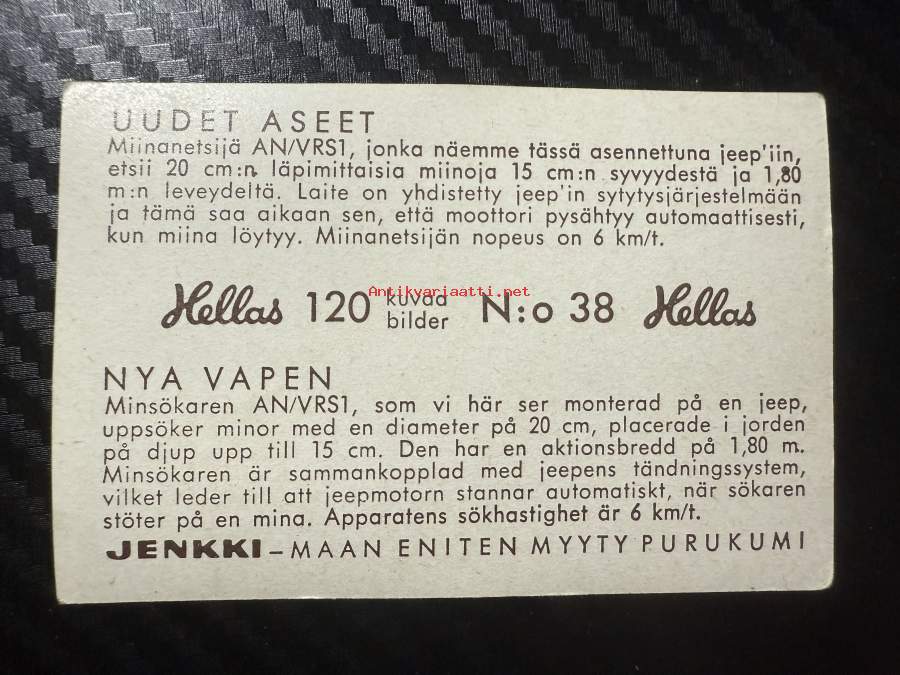 UUDET ASEET
Miinanetsijä AN/VRS1, jonka näemme tässä asennettuna jeep'iin,
etsii 20 cm:n läpimittaisia miinoja 15 cm:n syvyydestä ja 1,80
m:n leveydeltä. Laite on yhdistetty jeep'in sytytysjärjestelmään
ja tämä saa aikaan sen, että moottori pysähtyy automaattisesti,
kun miina löytyy. Miinanetsijän nopeus on 6 km/t.
Antikvariaatti.net
Hellas 120 kuvaa bilder N:o 38 Hellas
NYA VAPEN
Minsökaren AN/VRS1, som vi här ser monterad på en jeep,
uppsöker minor med en diameter på 20 cm, placerade i jorden
på djup upp till 15 cm. Den har en aktionsbredd på 1,80 m.
Minsökaren är sammankopplad med jeepens tändningssystem,
vilket leder till att jeepmotorn stannar automatiskt, när sökaren
stöter på en mina. Apparatens sökhastighet är 6 km/t.
JENKKI – MAAN ENITEN MYYTY PURUKUMI